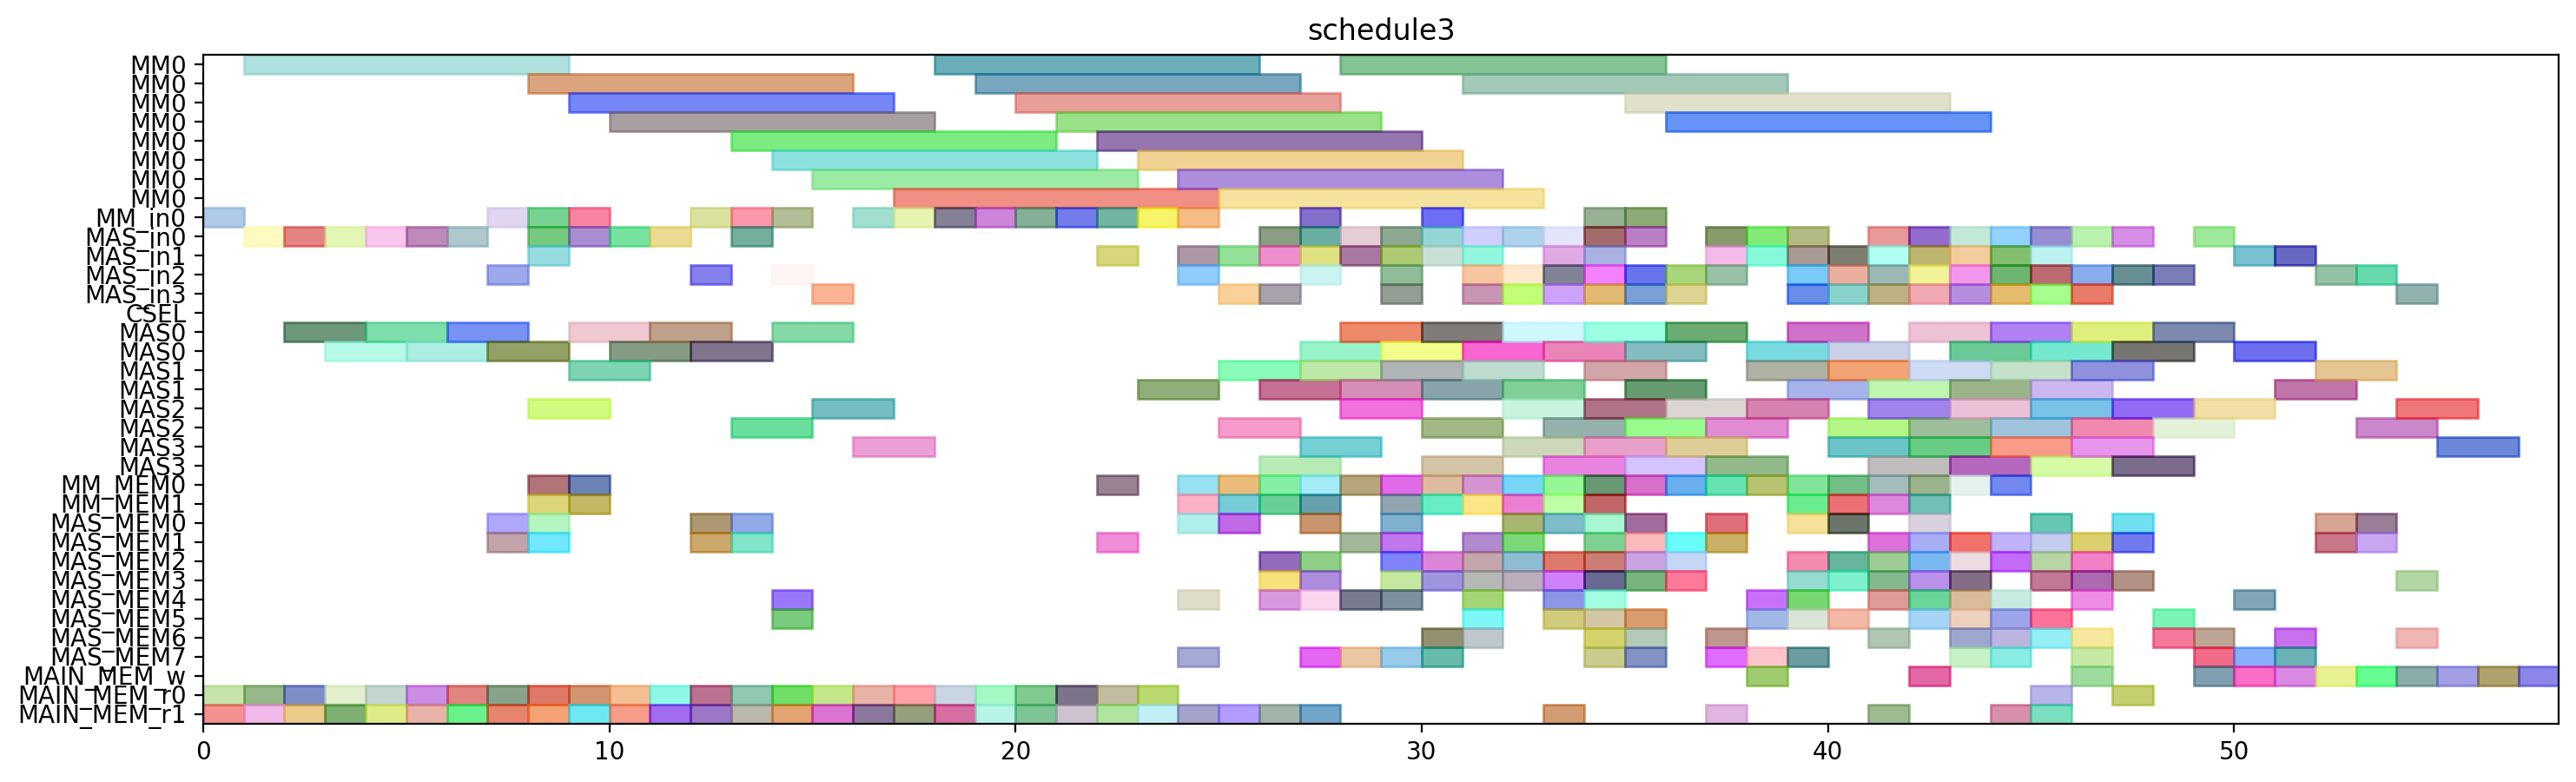 schedule3
MM0
MM0
MM0
MM0
MM0
MM0
MM0
MM0
MM_in0
MAS_in0
MAS_in1
MAS_in2
MAS_in3
CSEL
MAS0
MAS0
MAS1
MAS1
MAS2
MAS2
MAS3
MAS3
MM_MEM0
MM_MEM1
MAS_MEM0
MAS_MEM1
MAS_MEM2
MAS_MEM3
MAS_MEM4
MAS_MEM5
MAS_MEM6
MAS_MEM7
MAIN_MEM_w
MAIN_MEM_r0
MAIN_MEM_r1
0 10 20 30 40 50